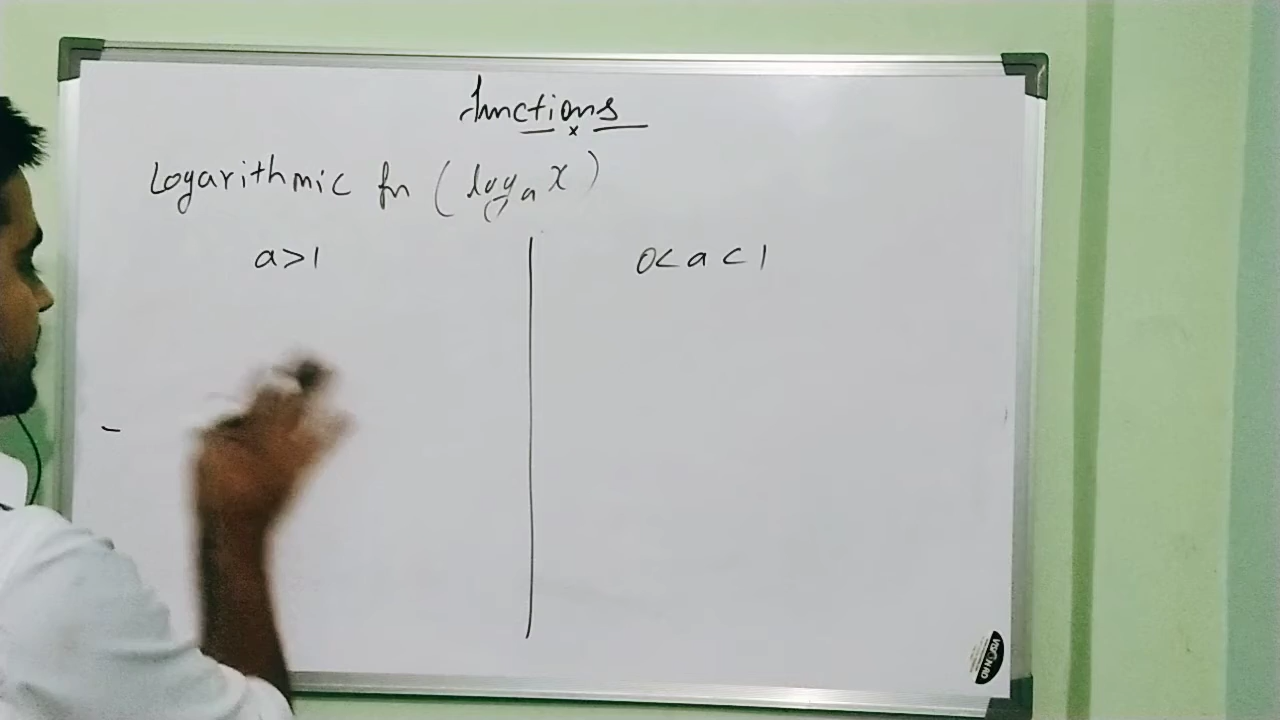 functions
x
Logarithmic fn (logₐ x)
a>1
0< a < 1